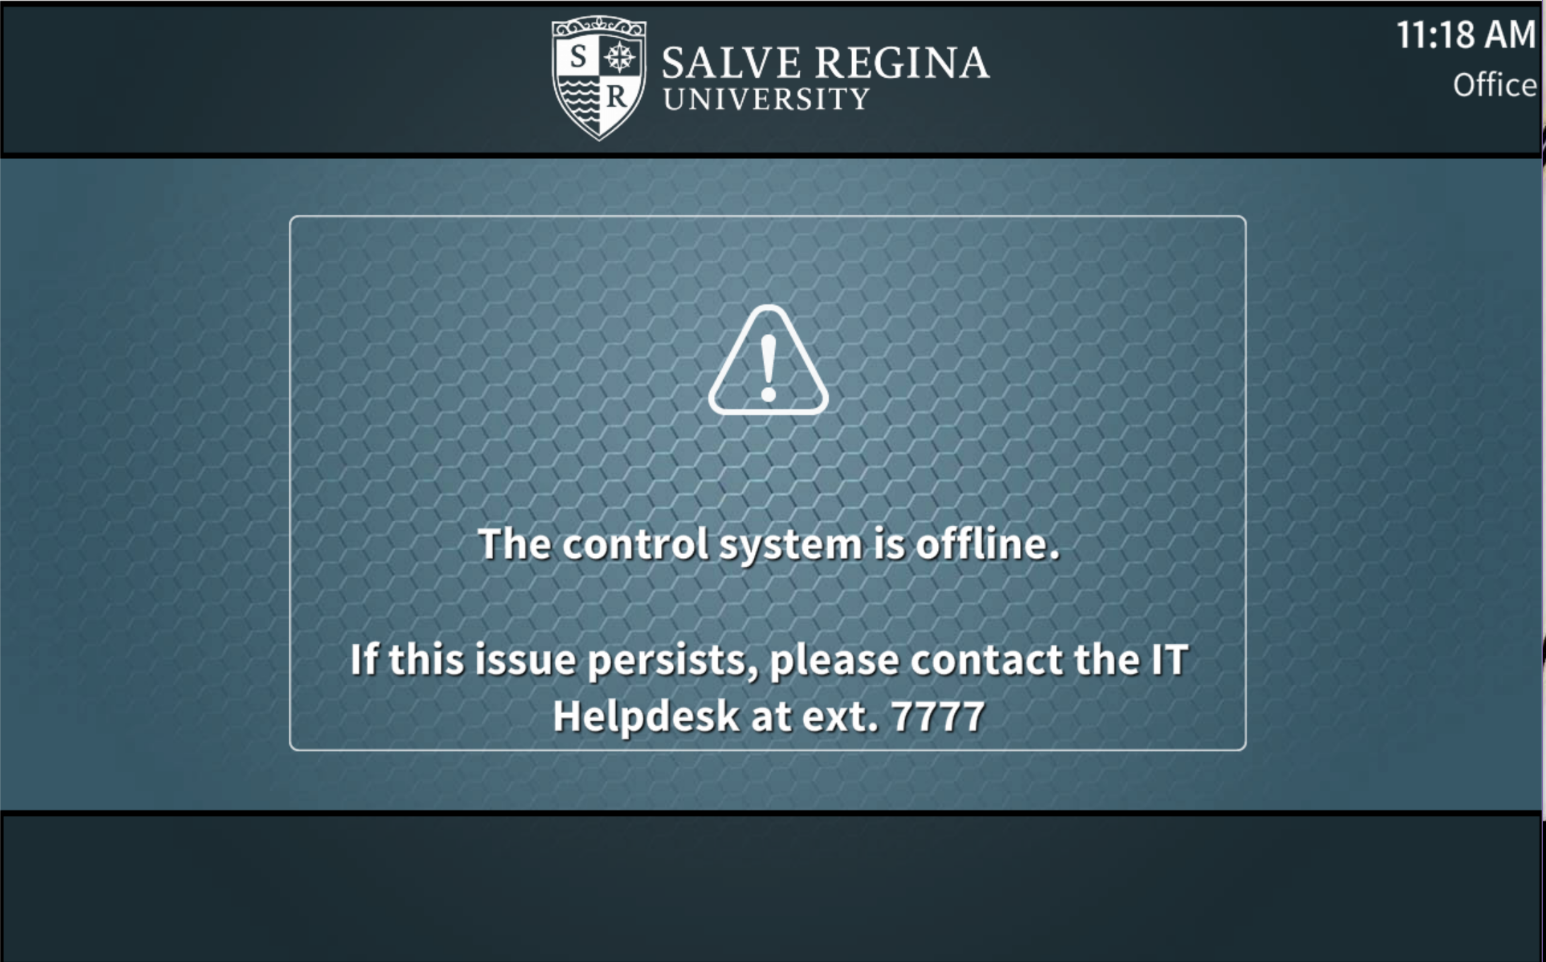 S
R
SALVE REGINA
UNIVERSITY
11:18 AM
Office
The control system is offline.
If this issue persists, please contact the IT
Helpdesk at ext. 7777